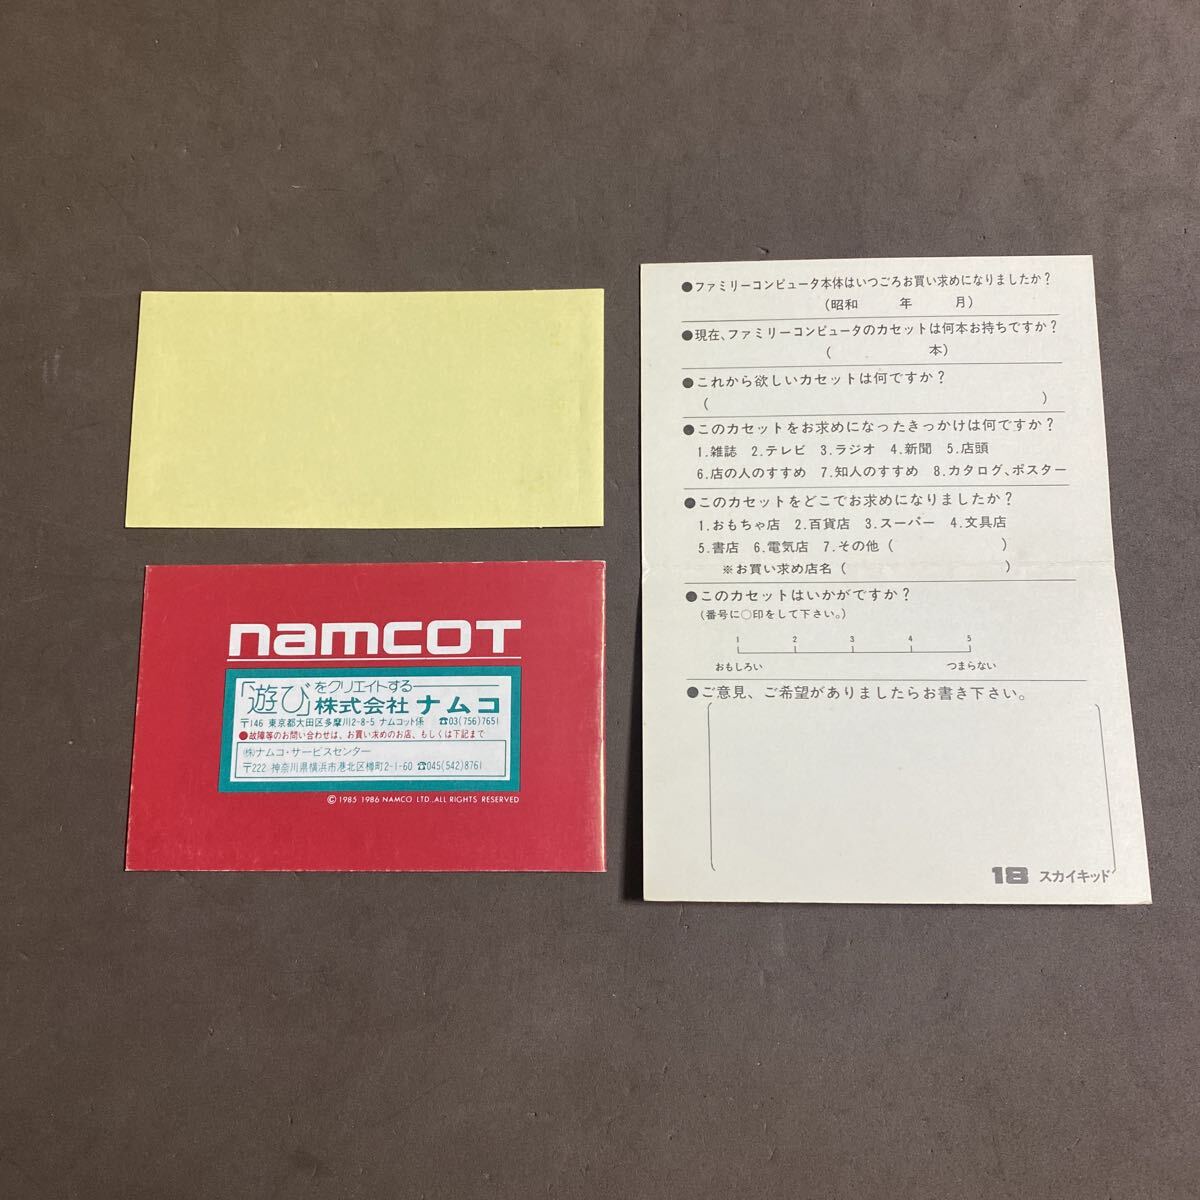 namcoT
「遊び」をクリエイトする
株式会社ナムコ
〒146 東京都大田区多摩川2-8-5 ナムコット係 ☎03(756)7651
●故障等のお問い合わせは、お買い求めのお店、もしくは下記まで
㈱ナムコ・サービスセンター
〒222 神奈川県横浜市港北区樽町2-1-60 ☎045(542)8761
©1985 1986 NAMCO LTD.,ALL RIGHTS RESERVED
●ファミリーコンピュータ本体はいつごろお買い求めになりましたか?
(昭和 年 月)
●現在、ファミリーコンピュータのカセットは何本お持ちですか?
( 本)
●これから欲しいカセットは何ですか?
( )
●このカセットをお求めになったきっかけは何ですか?
1.雑誌 2.テレビ 3.ラジオ 4.新聞 5.店頭
6.店の人のすすめ 7.知人のすすめ 8.カタログ、ポスター
●このカセットをどこでお求めになりましたか?
1.おもちゃ店 2.百貨店 3.スーパー 4.文具店
5.書店 6.電気店 7.その他( )
※お買い求め店名( )
●このカセットはいかがですか?
(番号に○印をして下さい。)
1 2 3 4 5
おもしろい つまらない
●ご意見、ご希望がありましたらお書き下さい。
18 スカイキッド